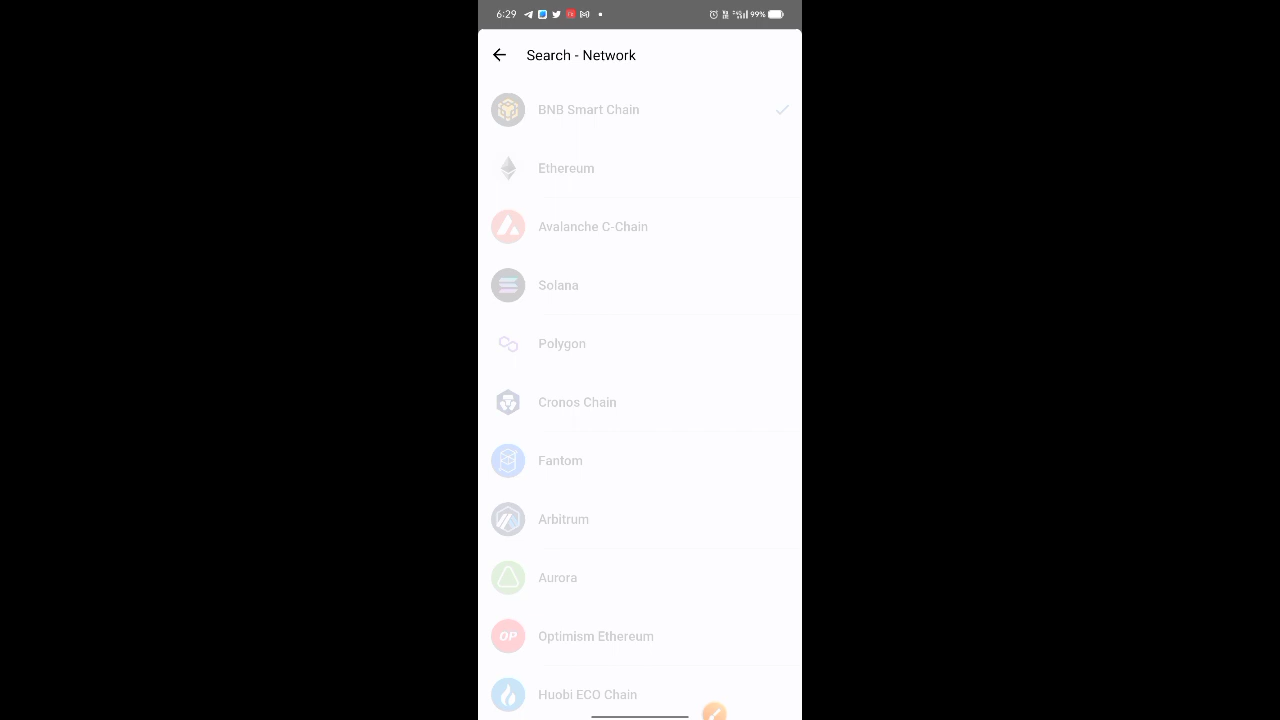 6:29
99%
Search - Network
BNB Smart Chain
Ethereum
Avalanche C-Chain
Solana
Polygon
Cronos Chain
Fantom
Arbitrum
Aurora
OP
Optimism Ethereum
Huobi ECO Chain